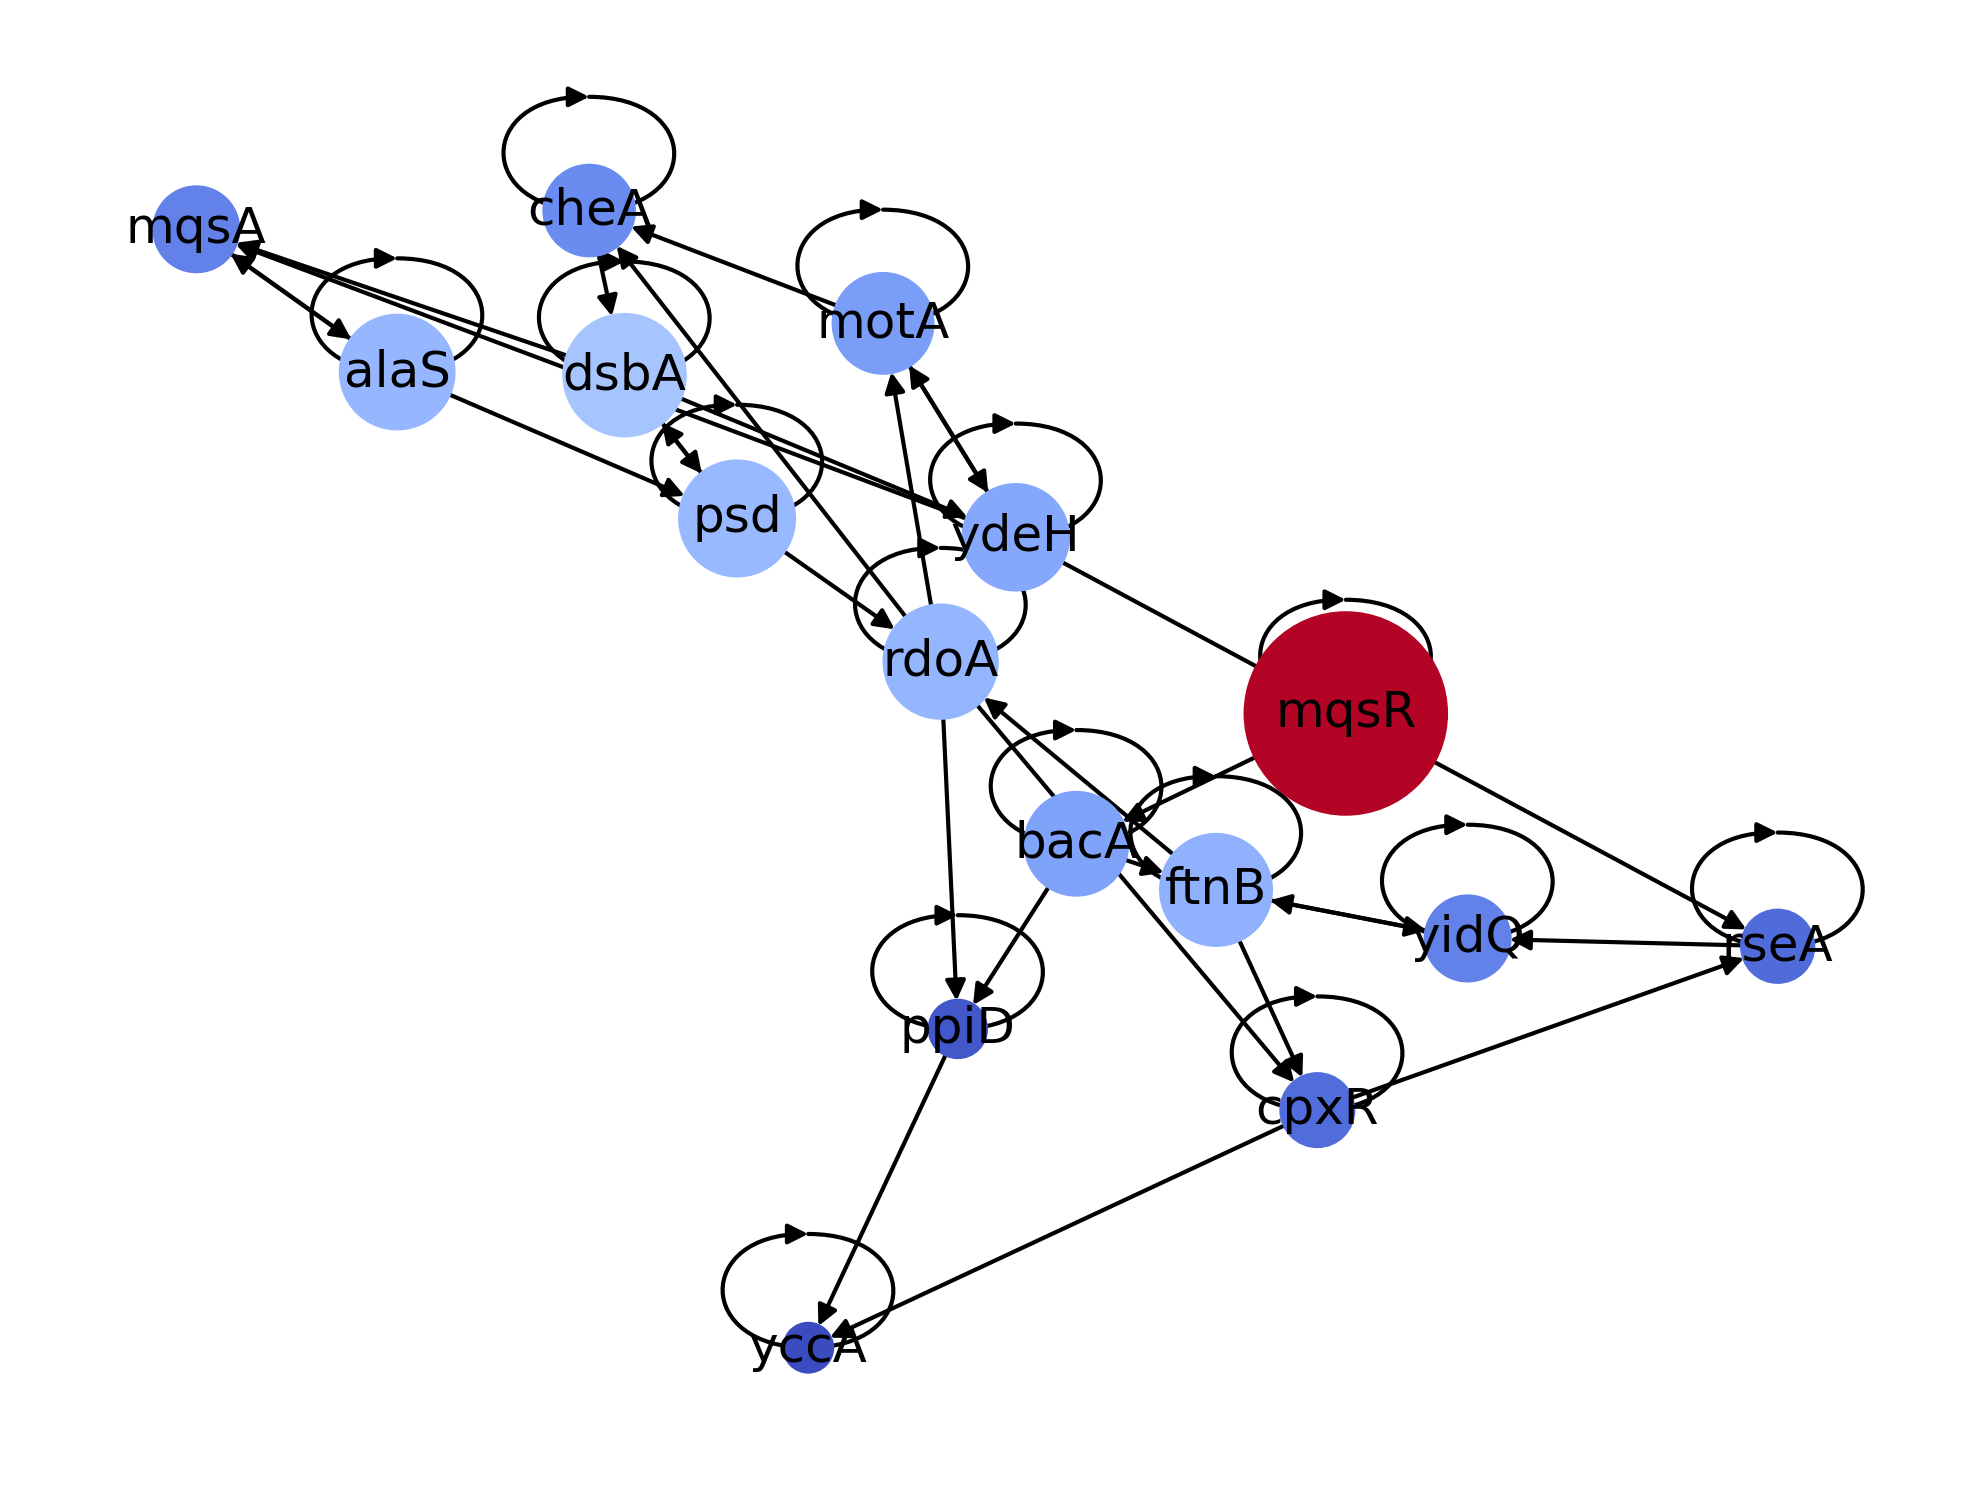 cheA
mqsA
motA
alaS
dsbA
psd
ydeH
rdoA
mqsR
bacA
ftnB
yidQ
rseA
ppiD
cpxR
yccA